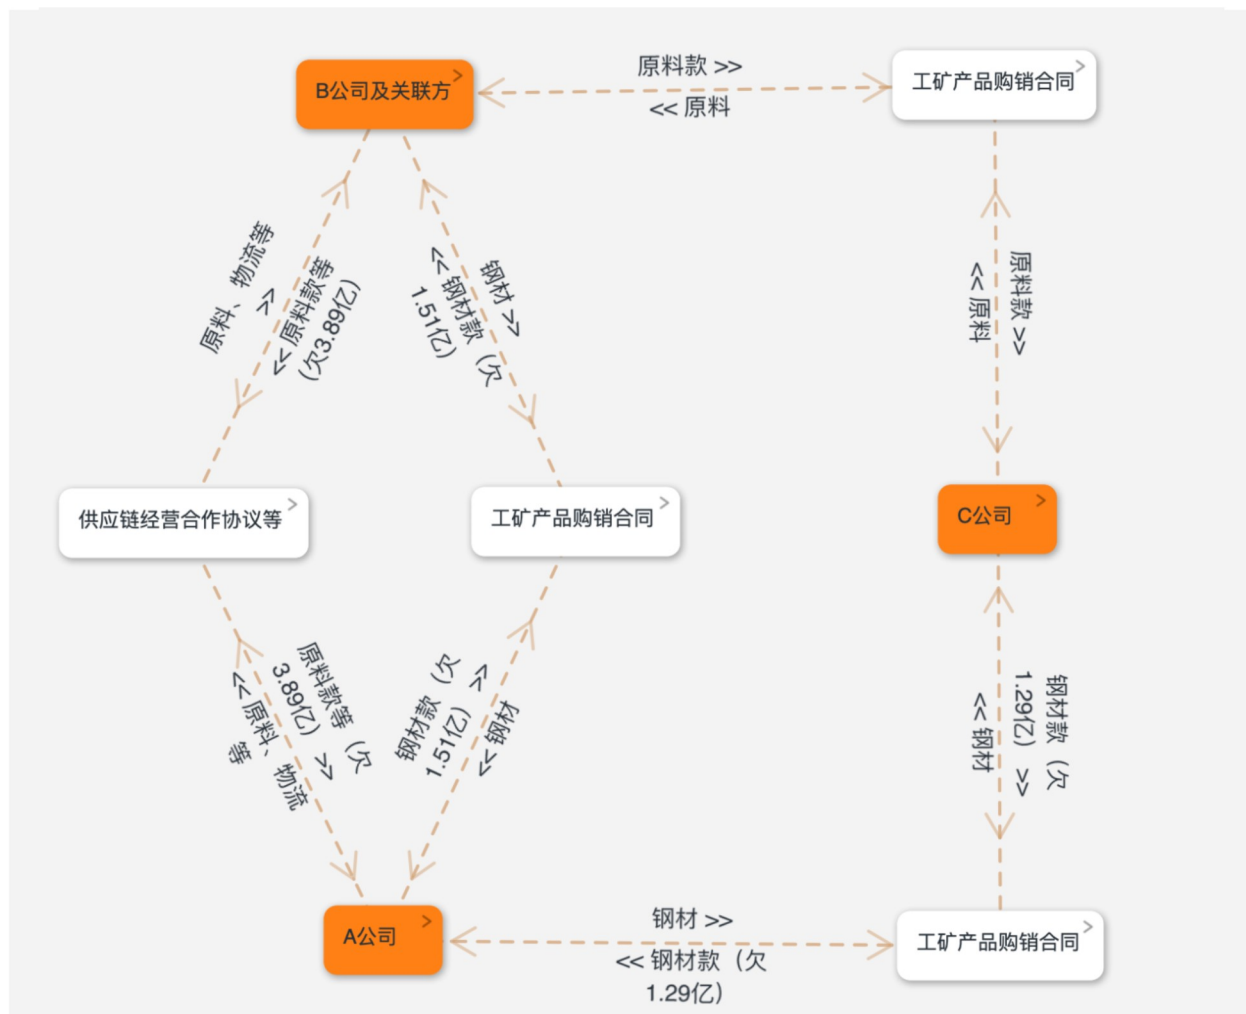 B公司及关联方
原料款 >>
<< 原料
工矿产品购销合同
原料、物流等
>>
<< 原料款等
（欠3.89亿）
钢材 >>
<< 钢材款（欠
1.51亿）
原料款 >>
<< 原料
供应链经营合作协议等
工矿产品购销合同
C公司
原料款等（欠
3.89亿） >>
<< 原料、物流
等
钢材款（欠
1.51亿） >>
<< 钢材
钢材款（欠
1.29亿） >>
<< 钢材
A公司
钢材 >>
<< 钢材款（欠
1.29亿）
工矿产品购销合同